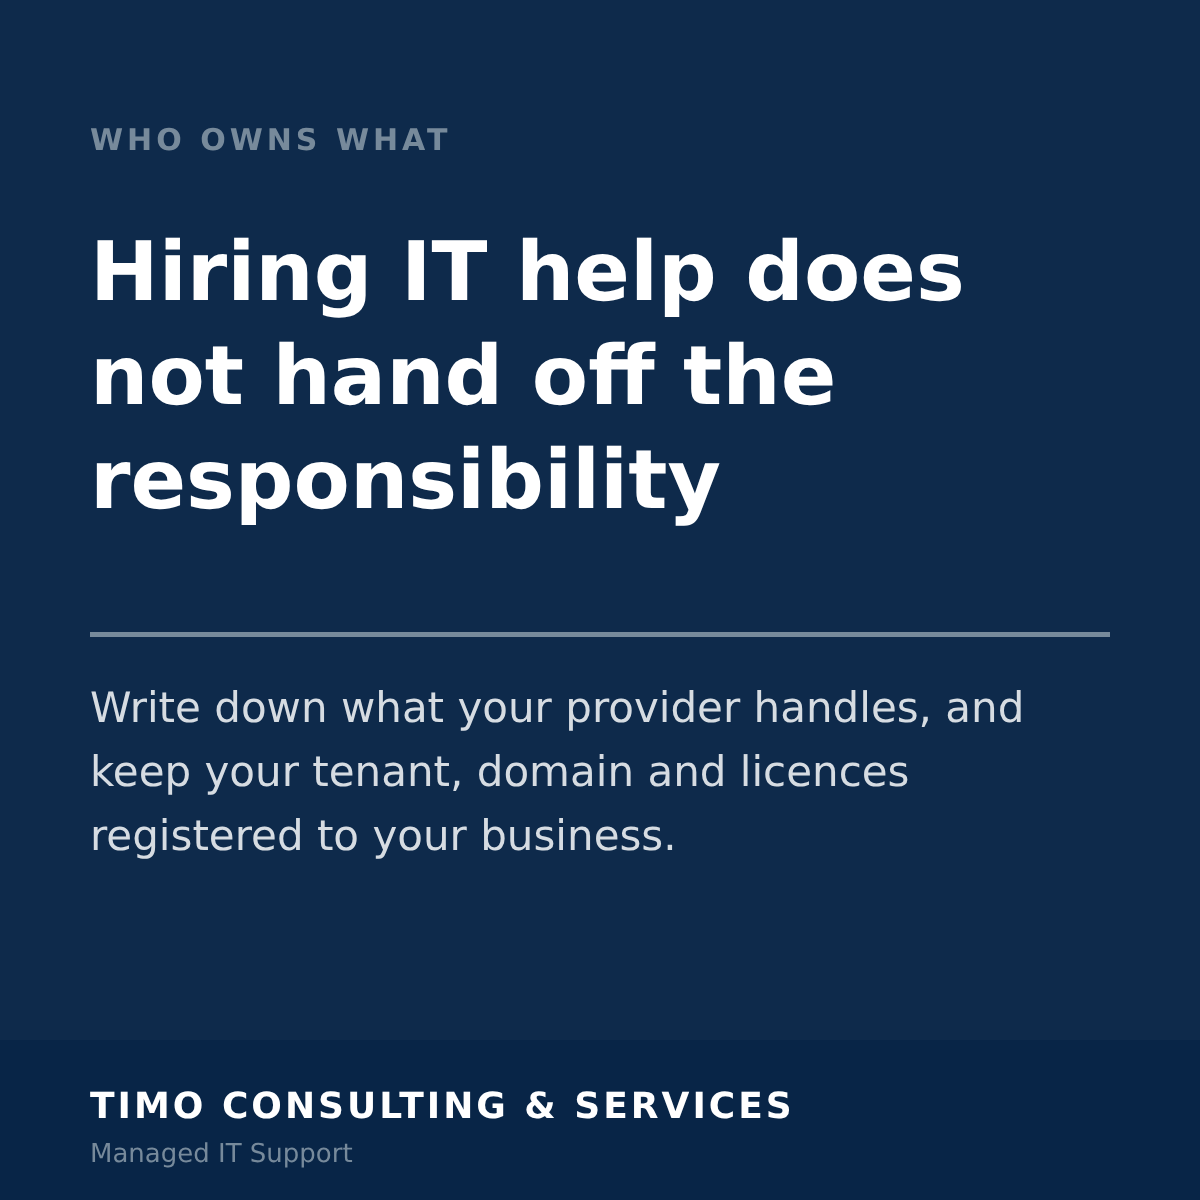 WHO OWNS WHAT
Hiring IT help does
not hand off the
responsibility
Write down what your provider handles, and
keep your tenant, domain and licences
registered to your business.
TIMO CONSULTING & SERVICES
Managed IT Support